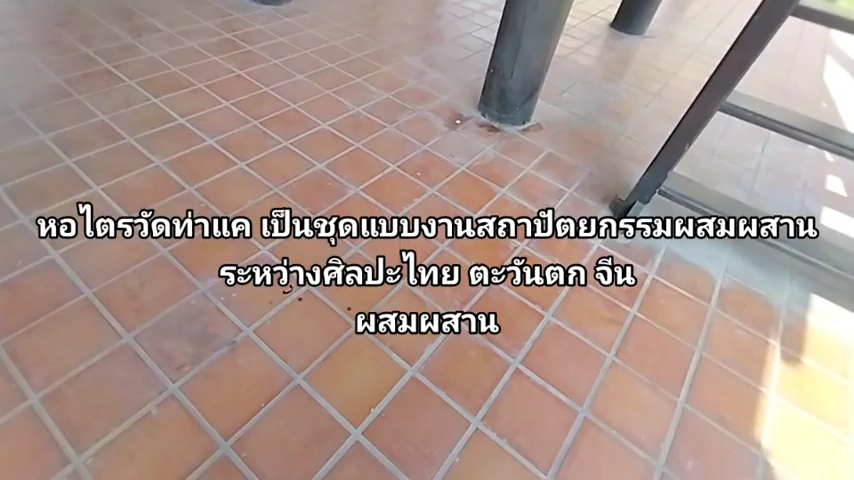 หอไตรวัดท่าแค เป็นชุดแบบงานสถาปัตยกรรมผสมผสาน
ระหว่างศิลปะไทย ตะวันตก จีน
ผสมผสาน